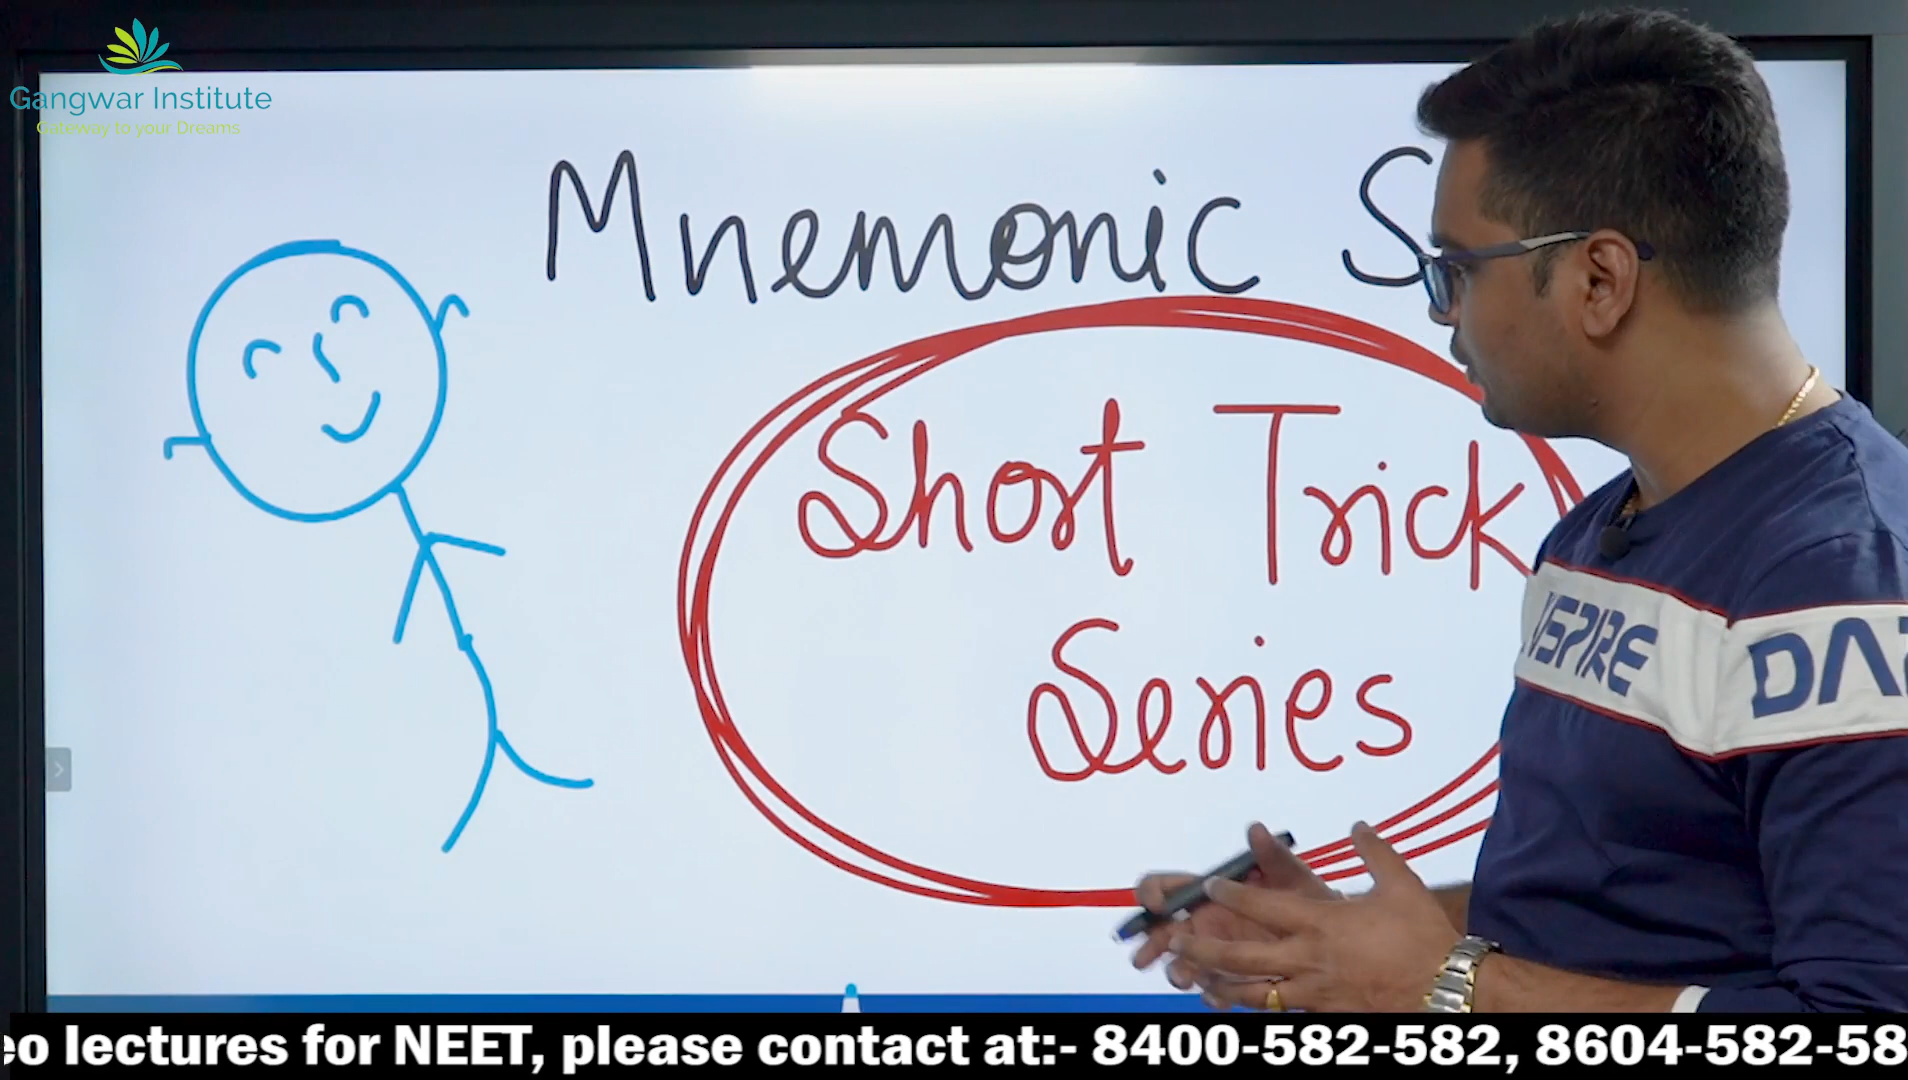 Gangwar Institute
Gateway to your Dreams
Mnemonic S
Short Trick
Series
NSPIRE DA
eo lectures for NEET, please contact at:- 8400-582-582, 8604-582-58